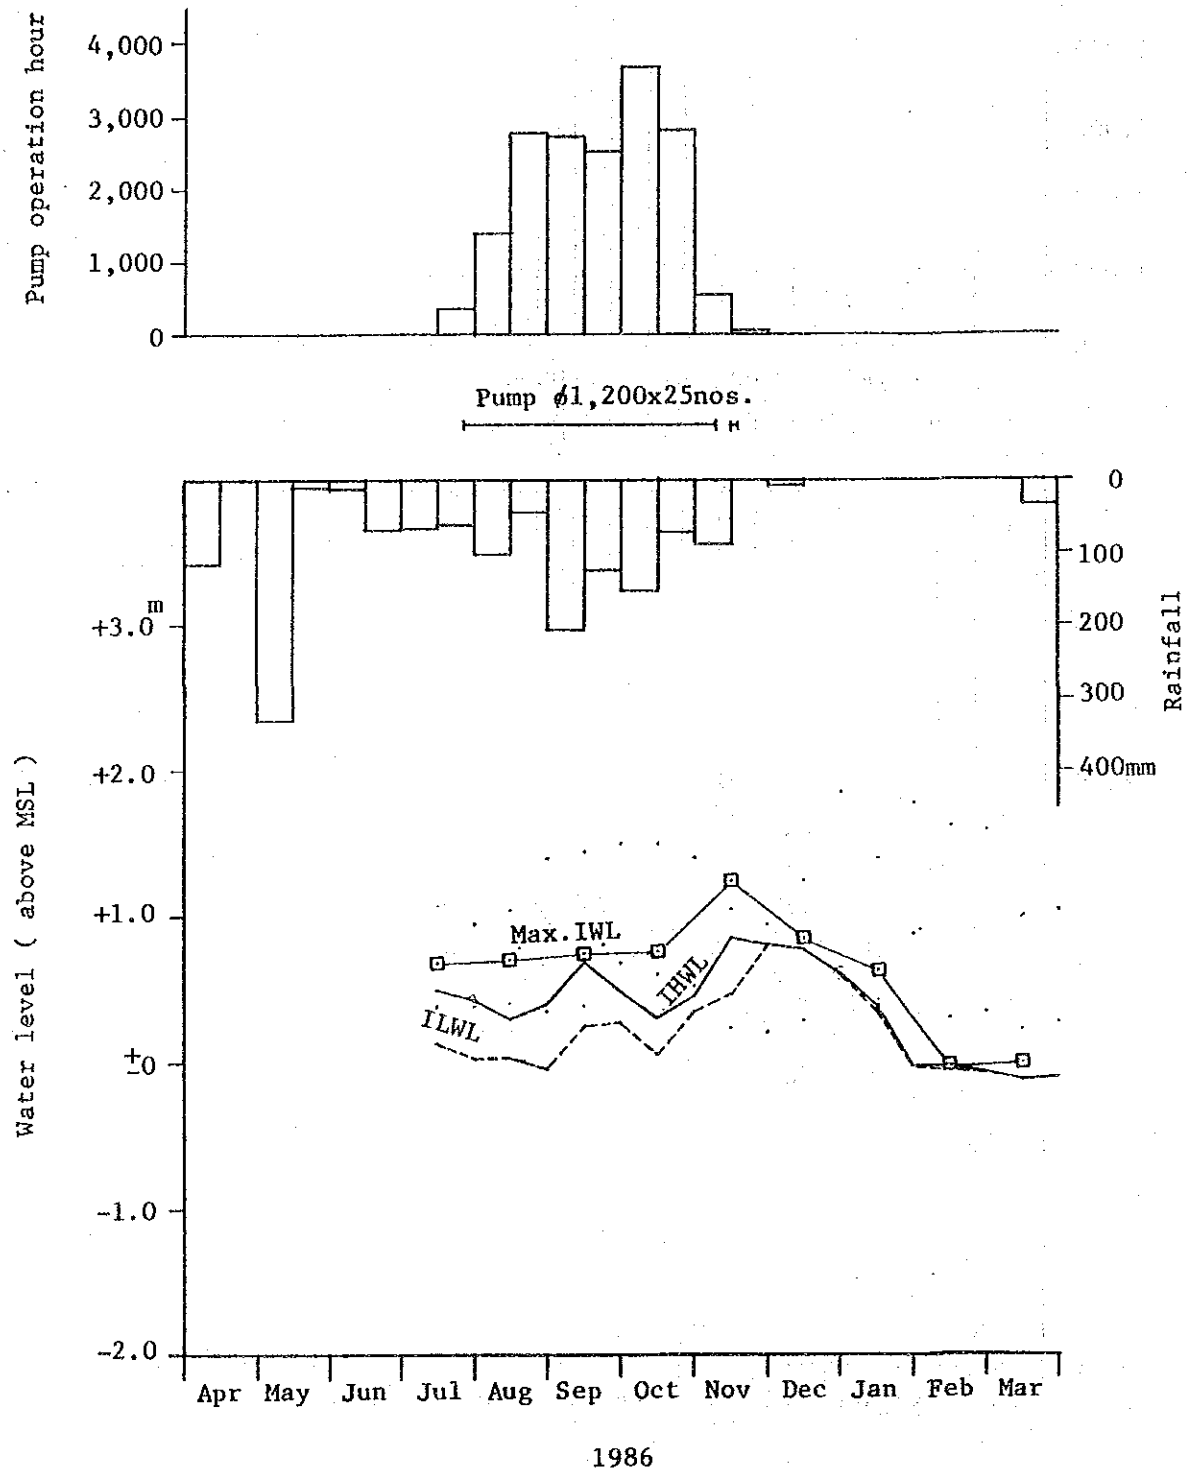 Pump operation hour
4,000
3,000
2,000
1,000
0
Pump ϕ1,200x25nos.
0
100
200
300
400mm
Rainfall
m
+3.0
+2.0
+1.0
±0
-1.0
-2.0
Water level ( above MSL )
Max.IWL
IHWL
ILWL
Apr May Jun Jul Aug Sep Oct Nov Dec Jan Feb Mar
1986